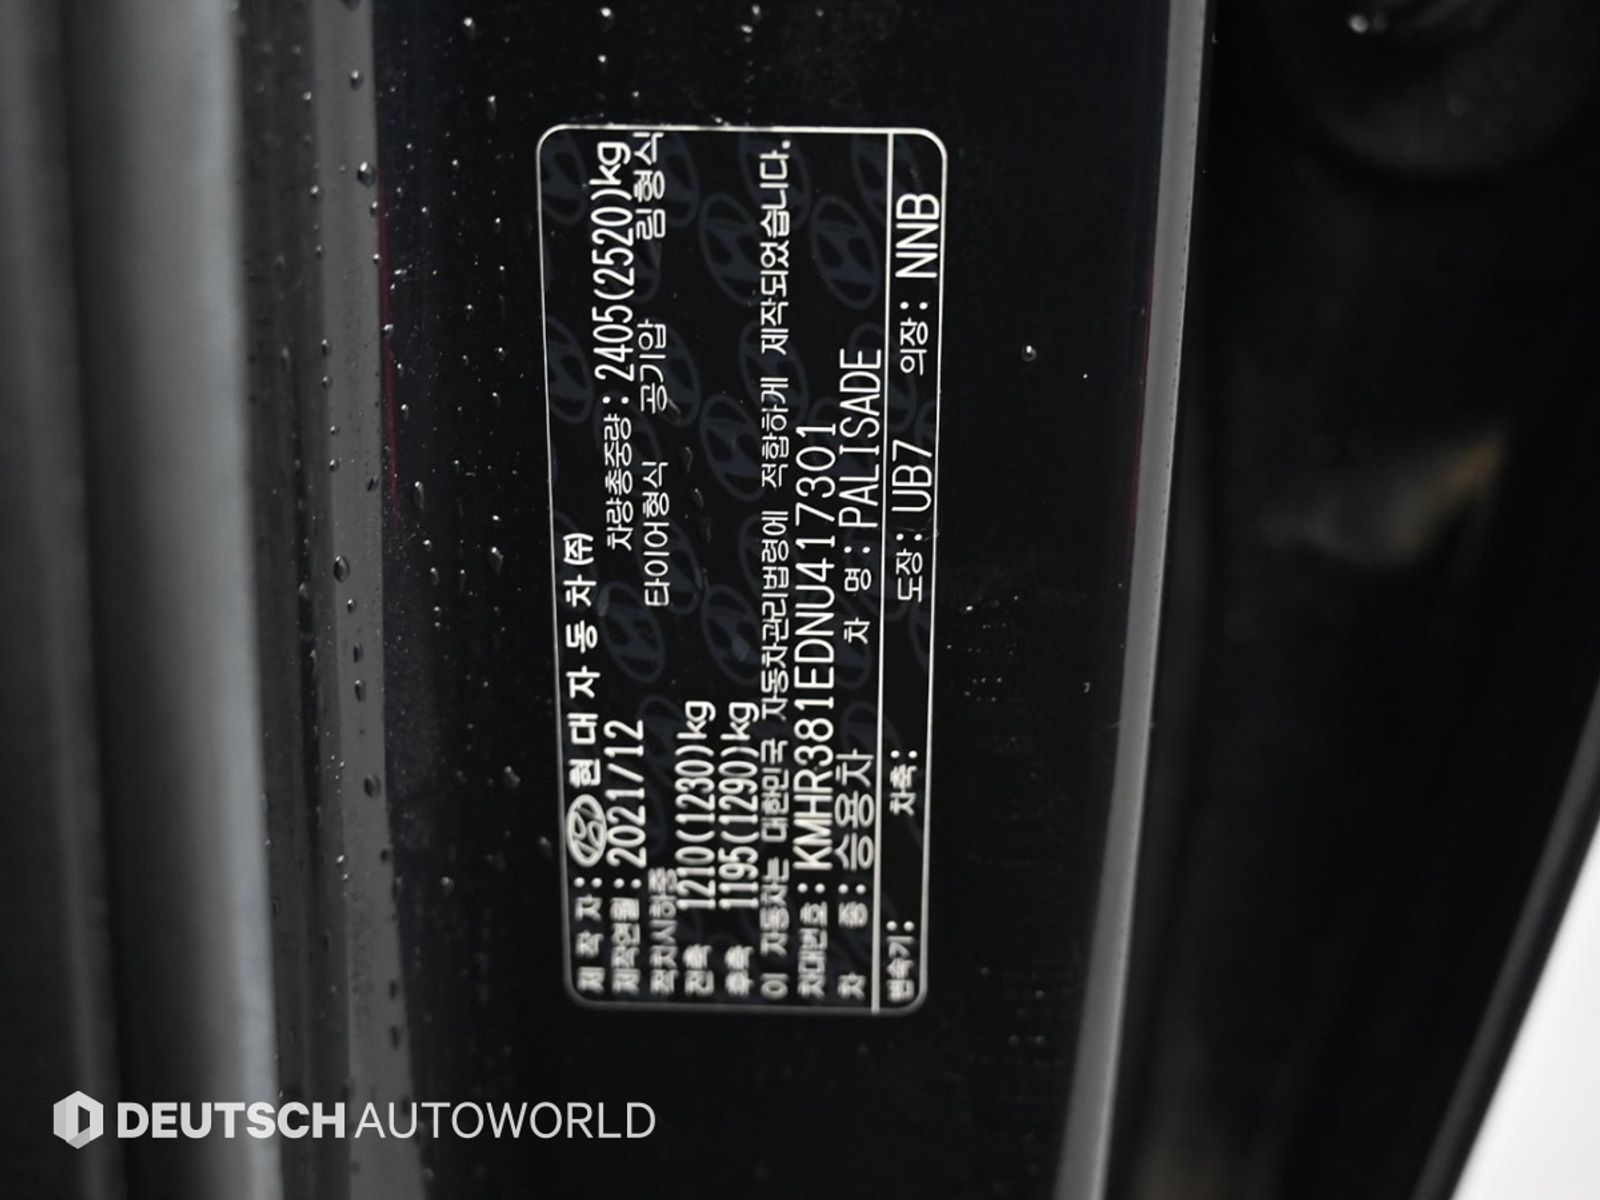 제 작 자 : 현 대 자 동 차 (주)
제작연월 : 2021/12 차량총중량 : 2405(2520)kg
적차시하중 타이어형식 공기압 림형식
전축 1210(1230)kg
후축 1195(1290)kg
이 자동차는 대한민국 자동차관리법령에 적합하게 제작되었습니다.
차대번호 : KMHR381EDNU417301
차 종 : 승용차 차 명 : PALISADE
변속기 : 차축 : 도장 : UB7 의장 : NNB
DEUTSCH AUTOWORLD